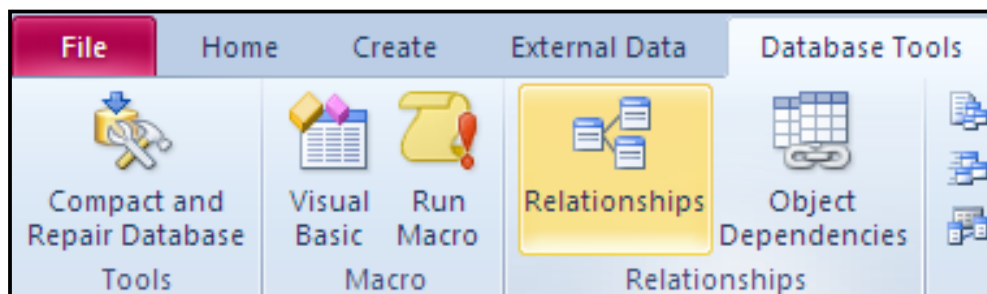 File Home Create External Data Database Tools
Compact and Repair Database
Visual Basic
Run Macro
Relationships
Object Dependencies
Tools Macro Relationships